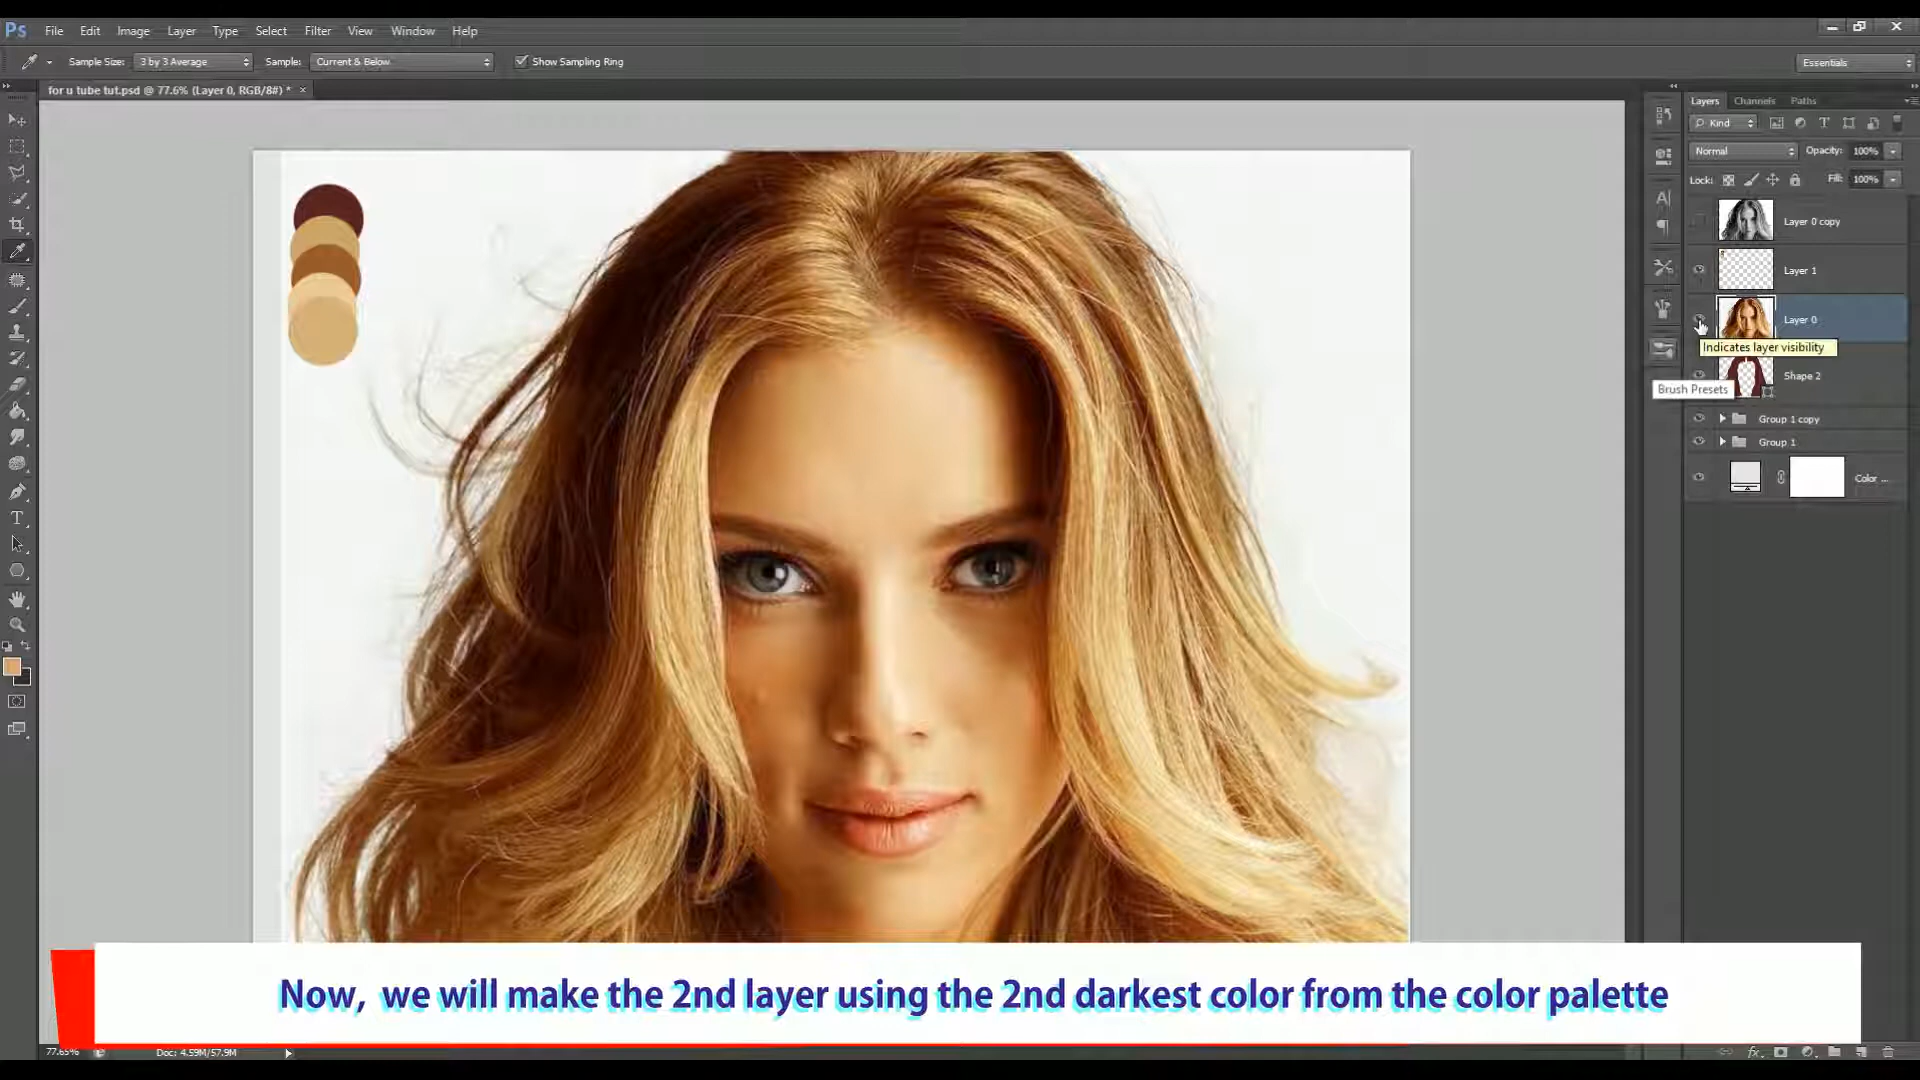 Ps File Edit Image Layer Type Select Filter View Window Help
Sample Size: 3 by 3 Average Sample: Current & Below Show Sampling Ring Essentials
for u tube tut.psd @ 77.6% (Layer 0, RGB/8#) * ×
Layers Channels Paths
Kind
Normal Opacity: 100%
Lock: Fill: 100%
Layer 0 copy
Layer 1
Layer 0
Indicates layer visibility
Shape 2
Brush Presets
Group 1 copy
Group 1
Color ...
Now, we will make the 2nd layer using the 2nd darkest color from the color palette
77.65% Doc: 4.59M/57.9M